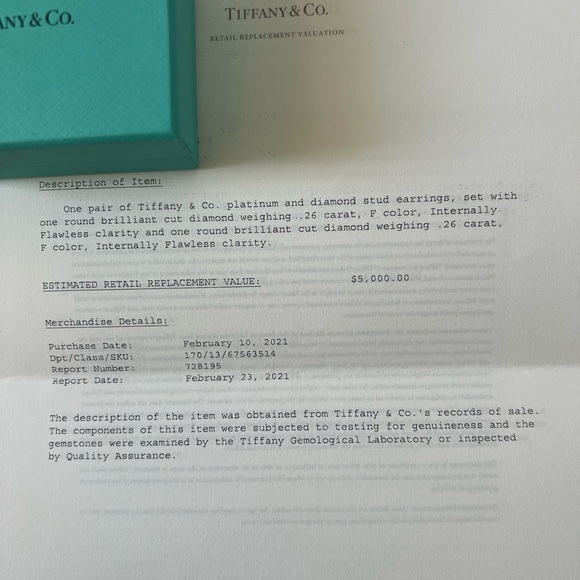 ANY & CO.
TIFFANY & CO.
RETAIL REPLACEMENT VALUATION
Description of Item:
One pair of Tiffany & Co. platinum and diamond stud earrings, set with
one round brilliant cut diamond weighing .26 carat, F color, Internally
Flawless clarity and one round brilliant cut diamond weighing .26 carat,
F color, Internally Flawless clarity.
ESTIMATED RETAIL REPLACEMENT VALUE: $5,000.00
Merchandise Details:
Purchase Date: February 10, 2021
Dpt/Class/SKU: 170/13/67563514
Report Number: 728195
Report Date: February 23, 2021
The description of the item was obtained from Tiffany & Co.'s records of sale.
The components of this item were subjected to testing for genuineness and the
gemstones were examined by the Tiffany Gemological Laboratory or inspected
by Quality Assurance.